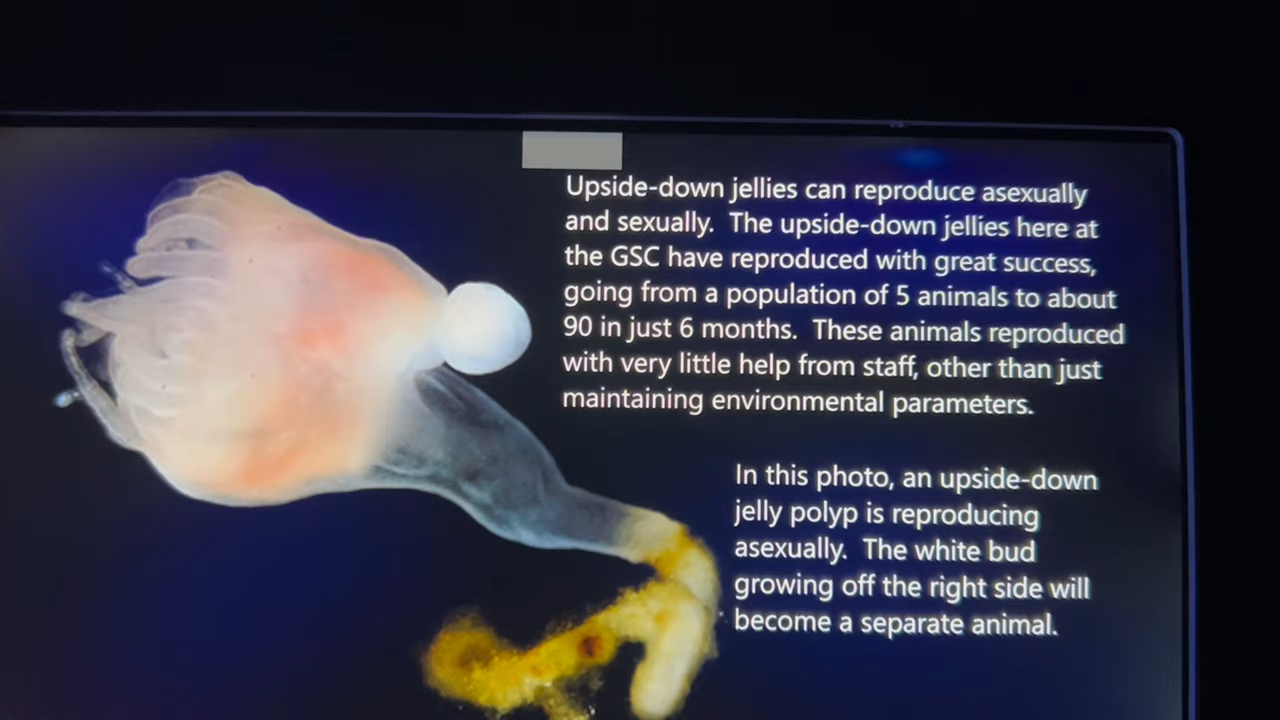 Upside-down jellies can reproduce asexually
and sexually.  The upside-down jellies here at
the GSC have reproduced with great success,
going from a population of 5 animals to about
90 in just 6 months.  These animals reproduced
with very little help from staff, other than just
maintaining environmental parameters.
In this photo, an upside-down
jelly polyp is reproducing
asexually.  The white bud
growing off the right side will
become a separate animal.